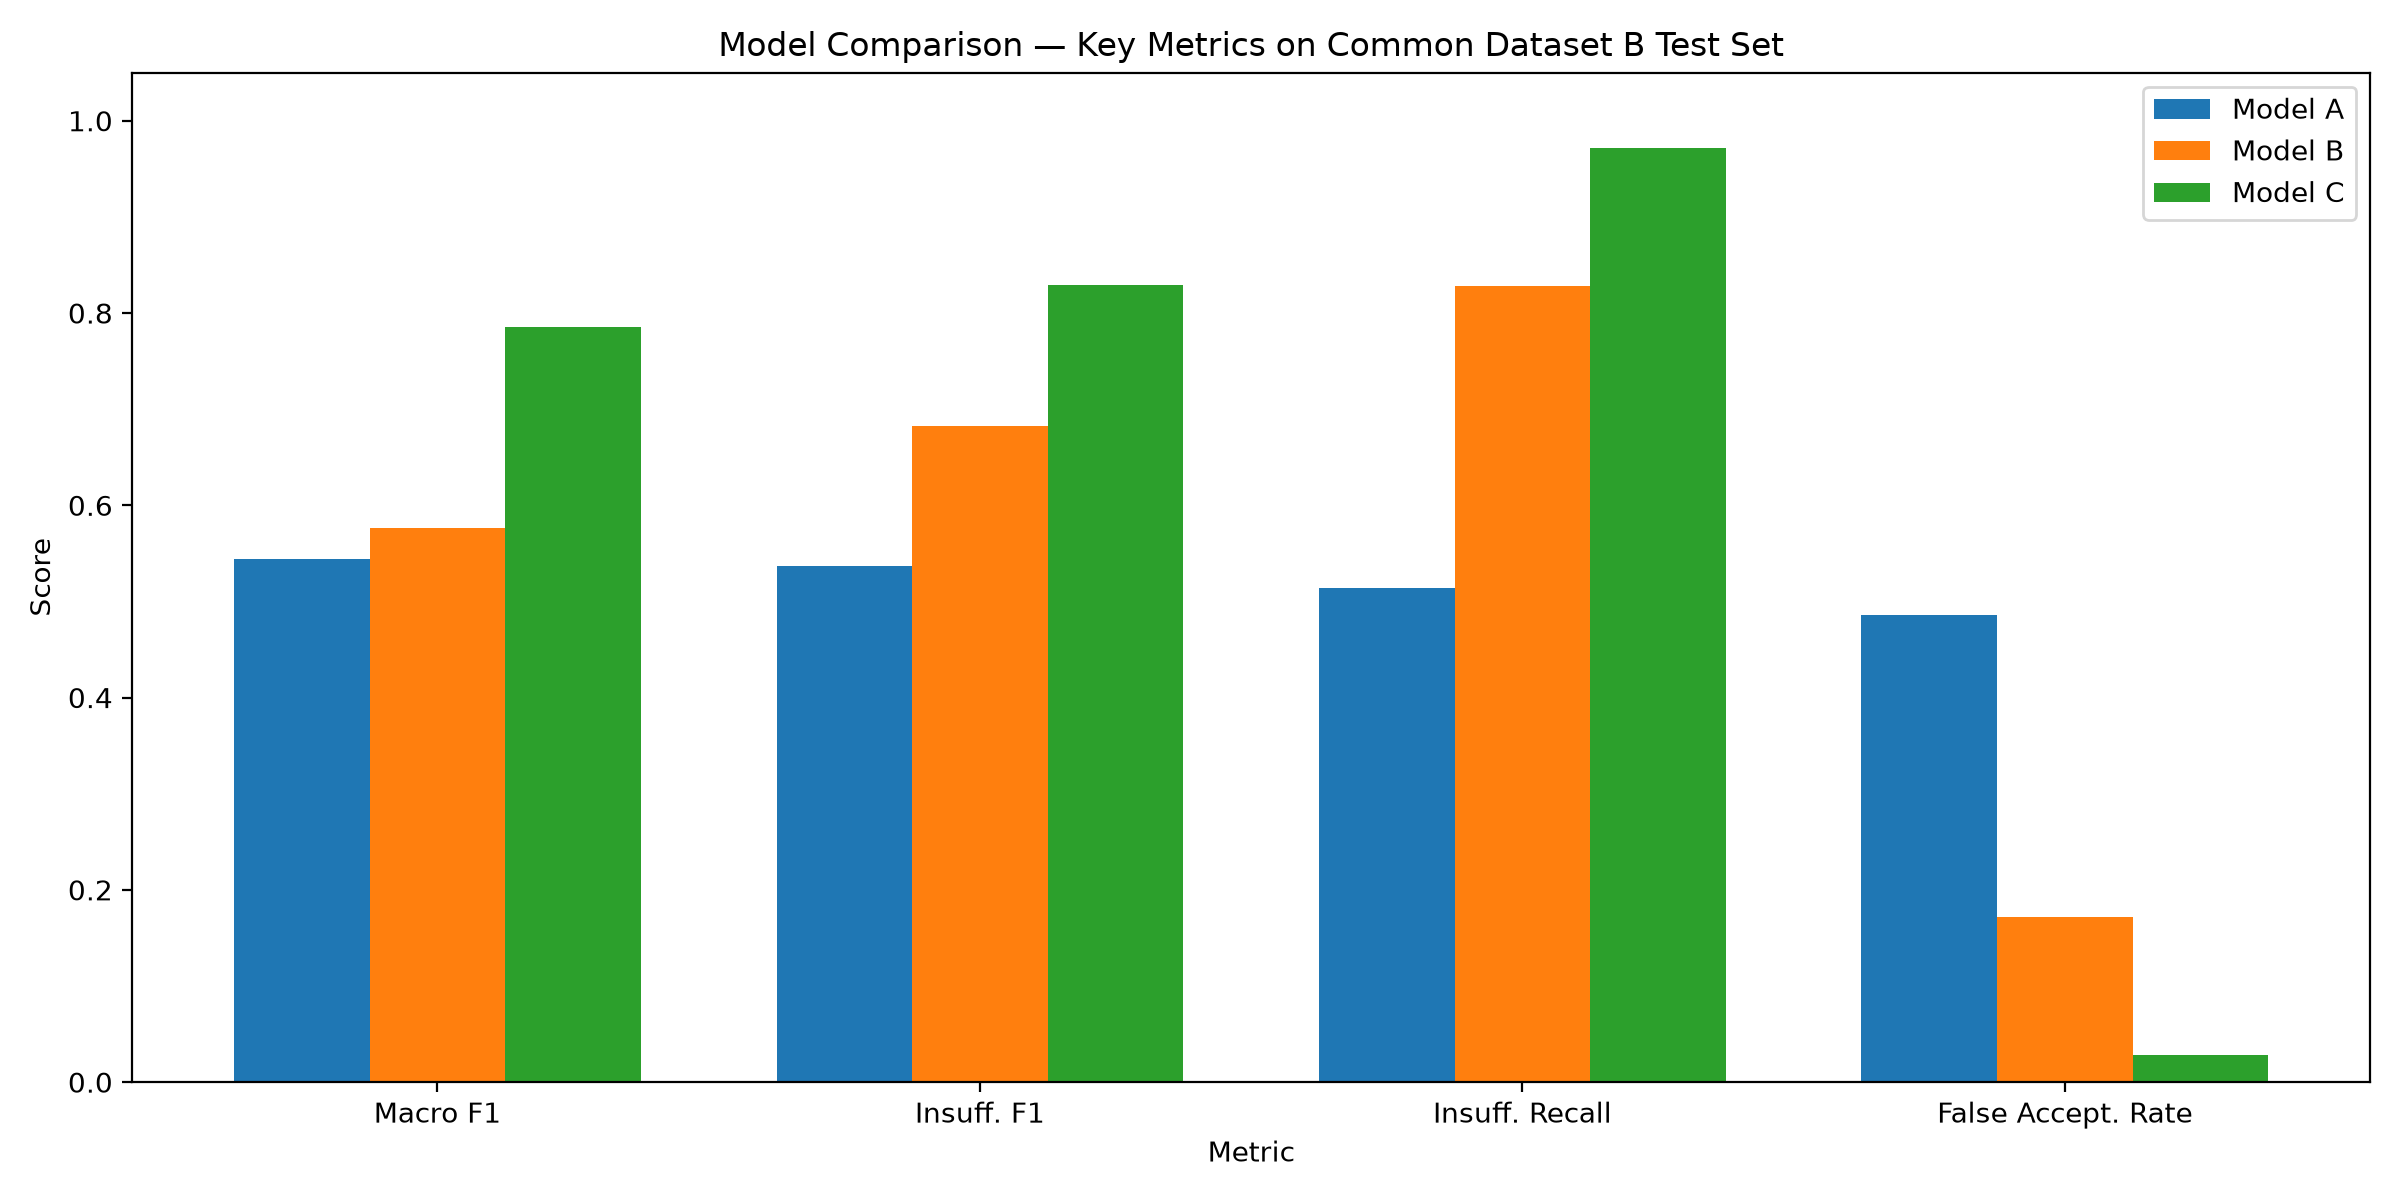 Model Comparison — Key Metrics on Common Dataset B Test Set
Model A
Model B
Model C
1.0
0.8
0.6
0.4
0.2
0.0
Score
Macro F1
Insuff. F1
Insuff. Recall
False Accept. Rate
Metric